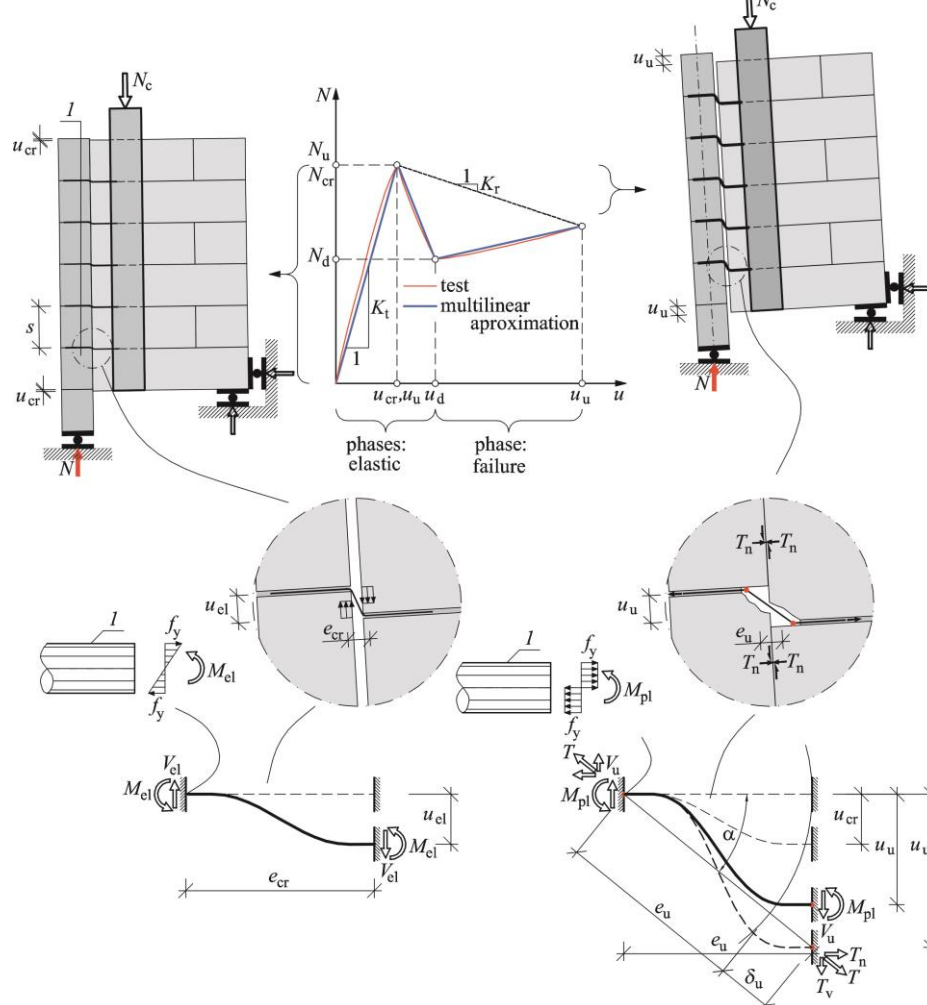 N_c
N_c
u_u
N
1
u_cr
N_u
N_cr
1
K_r
N_d
test
multilinear
aproximation
K_t
1
s
u_cr
u_u
N
u_cr, u_u u_d u_u u
N
phases:
elastic
phase:
failure
T_n T_n
u_el
u_u
e_cr
e_u
1
f_y
M_el
f_y
1
f_y
M_pl
f_y
T_n T_n
V_el
M_el
u_el
M_el
V_el
e_cr
T
V_u
M_pl
α
u_cr
u_u
u_u
M_pl
V_u
e_u
e_u
T_n
T
T_v
δ_u